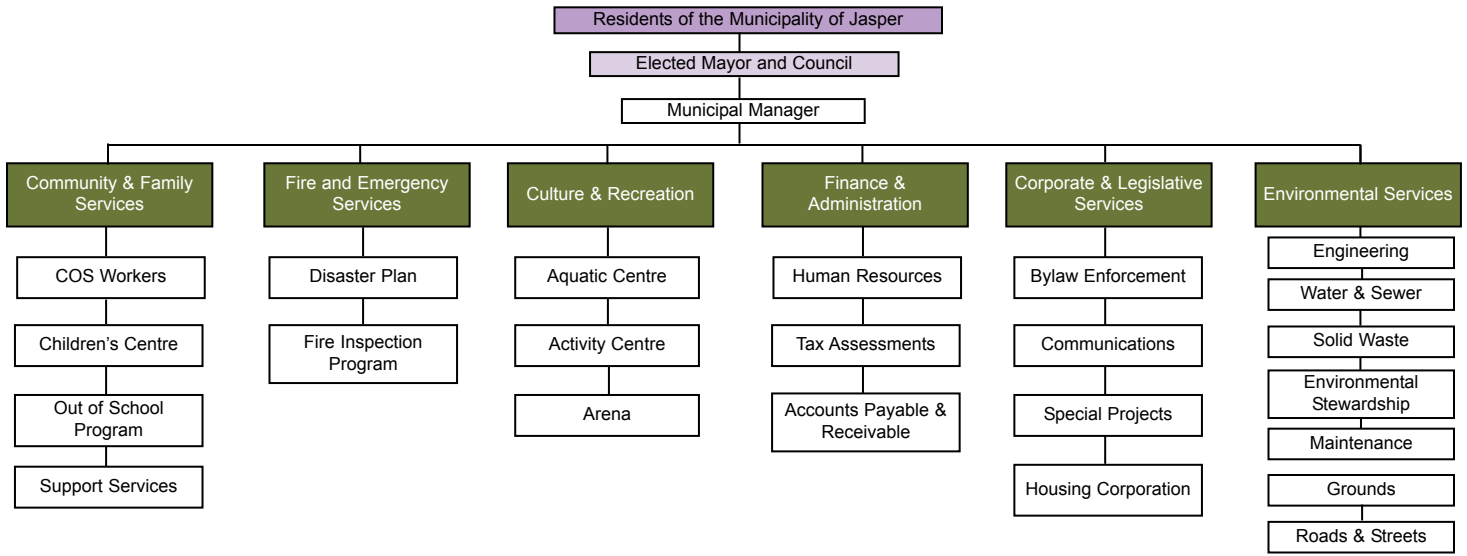 Residents of the Municipality of Jasper
Elected Mayor and Council
Municipal Manager
Community & Family
Services
COS Workers
Children’s Centre
Out of School
Program
Support Services
Fire and Emergency
Services
Disaster Plan
Fire Inspection
Program
Culture & Recreation
Aquatic Centre
Activity Centre
Arena
Finance &
Administration
Human Resources
Tax Assessments
Accounts Payable &
Receivable
Corporate & Legislative
Services
Bylaw Enforcement
Communications
Special Projects
Housing Corporation
Environmental Services
Engineering
Water & Sewer
Solid Waste
Environmental
Stewardship
Maintenance
Grounds
Roads & Streets